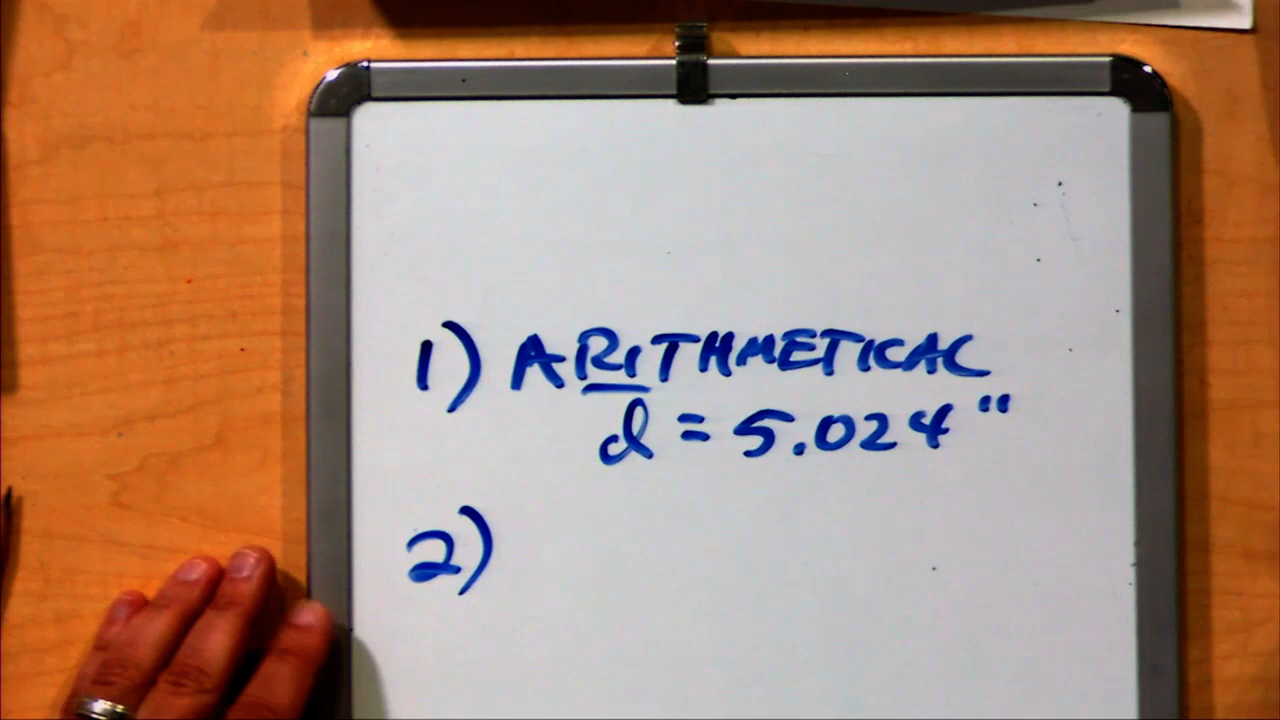 1) ARITHMETICAL
d = 5.024"
2)